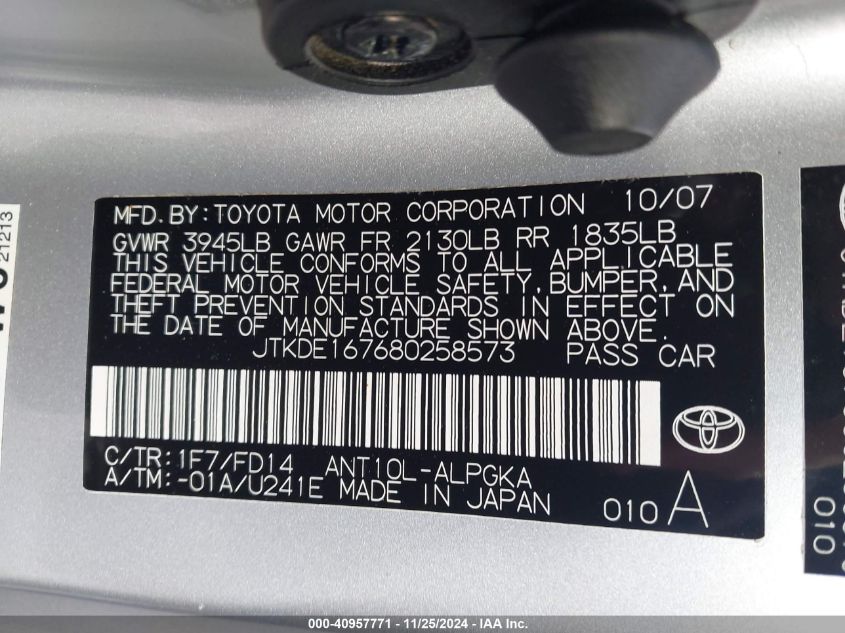 MFD. BY: TOYOTA MOTOR CORPORATION 10/07
GVWR 3945LB GAWR FR 2130LB RR 1835LB
THIS VEHICLE CONFORMS TO ALL APPLICABLE
FEDERAL MOTOR VEHICLE SAFETY, BUMPER, AND
THEFT PREVENTION STANDARDS IN EFFECT ON
THE DATE OF MANUFACTURE SHOWN ABOVE.
JTKDE167680258573 PASS CAR
C/TR: 1F7/FD14 ANT10L-ALPGKA
A/TM: -01A/U241E MADE IN JAPAN 010 A
21213
010
000-40957771 - 11/25/2024 - IAA Inc.